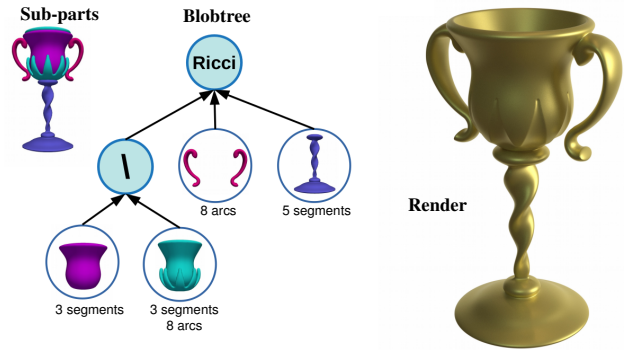 Sub-parts
Blobtree
Ricci
\
8 arcs
5 segments
Render
3 segments
3 segments
8 arcs